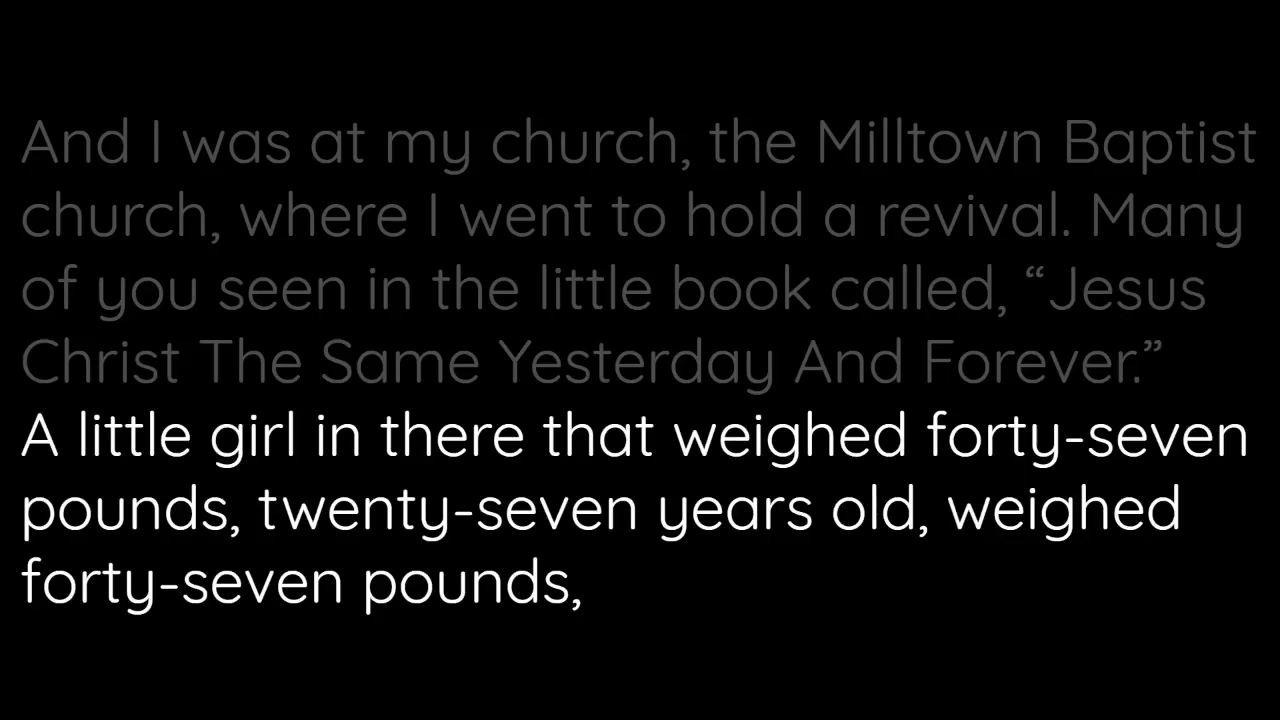 And I was at my church, the Milltown Baptist
church, where I went to hold a revival. Many
of you seen in the little book called, “Jesus
Christ The Same Yesterday And Forever.”
A little girl in there that weighed forty-seven
pounds, twenty-seven years old, weighed
forty-seven pounds,